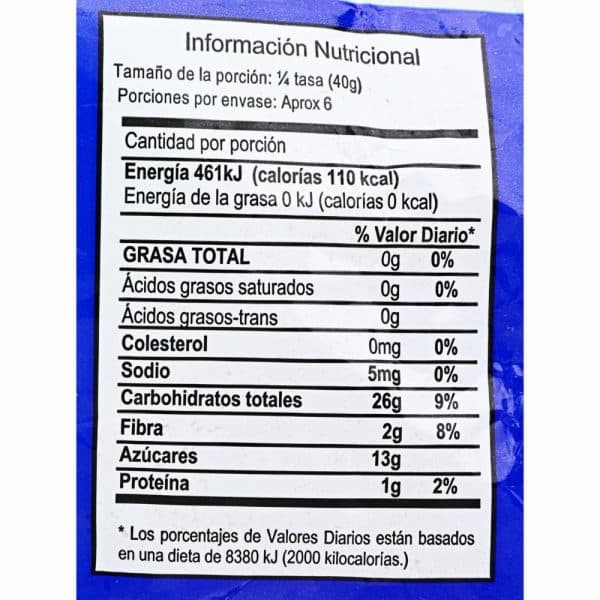 Información Nutricional
Tamaño de la porción: ¼ tasa (40g)
Porciones por envase: Aprox 6
Cantidad por porción
Energía 461kJ (calorías 110 kcal)
Energía de la grasa 0 kJ (calorías 0 kcal)
% Valor Diario*
GRASA TOTAL 0g 0%
Ácidos grasos saturados 0g 0%
Ácidos grasos-trans 0g
Colesterol 0mg 0%
Sodio 5mg 0%
Carbohidratos totales 26g 9%
Fibra 2g 8%
Azúcares 13g
Proteína 1g 2%
* Los porcentajes de Valores Diarios están basados
en una dieta de 8380 kJ (2000 kilocalorías.)